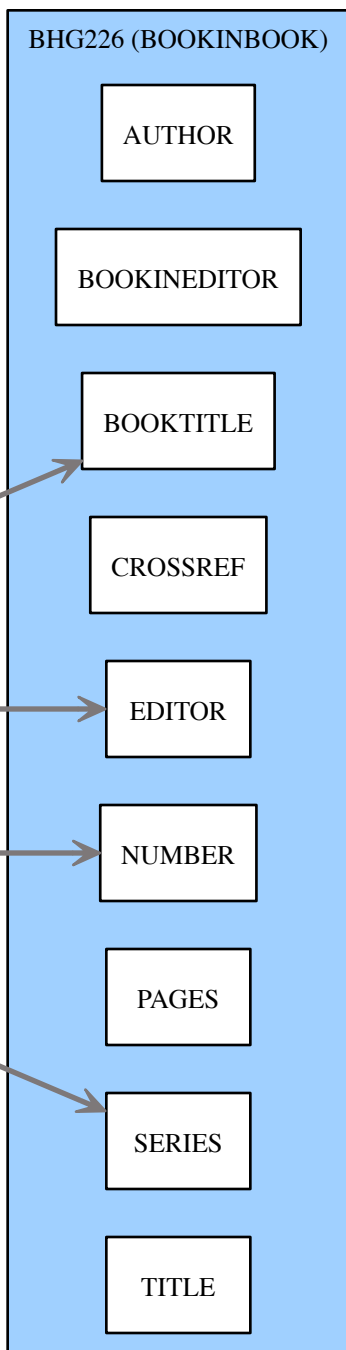 BHG226 (BOOKINBOOK)
AUTHOR
BOOKINEDITOR
BOOKTITLE
CROSSREF
EDITOR
NUMBER
PAGES
SERIES
TITLE